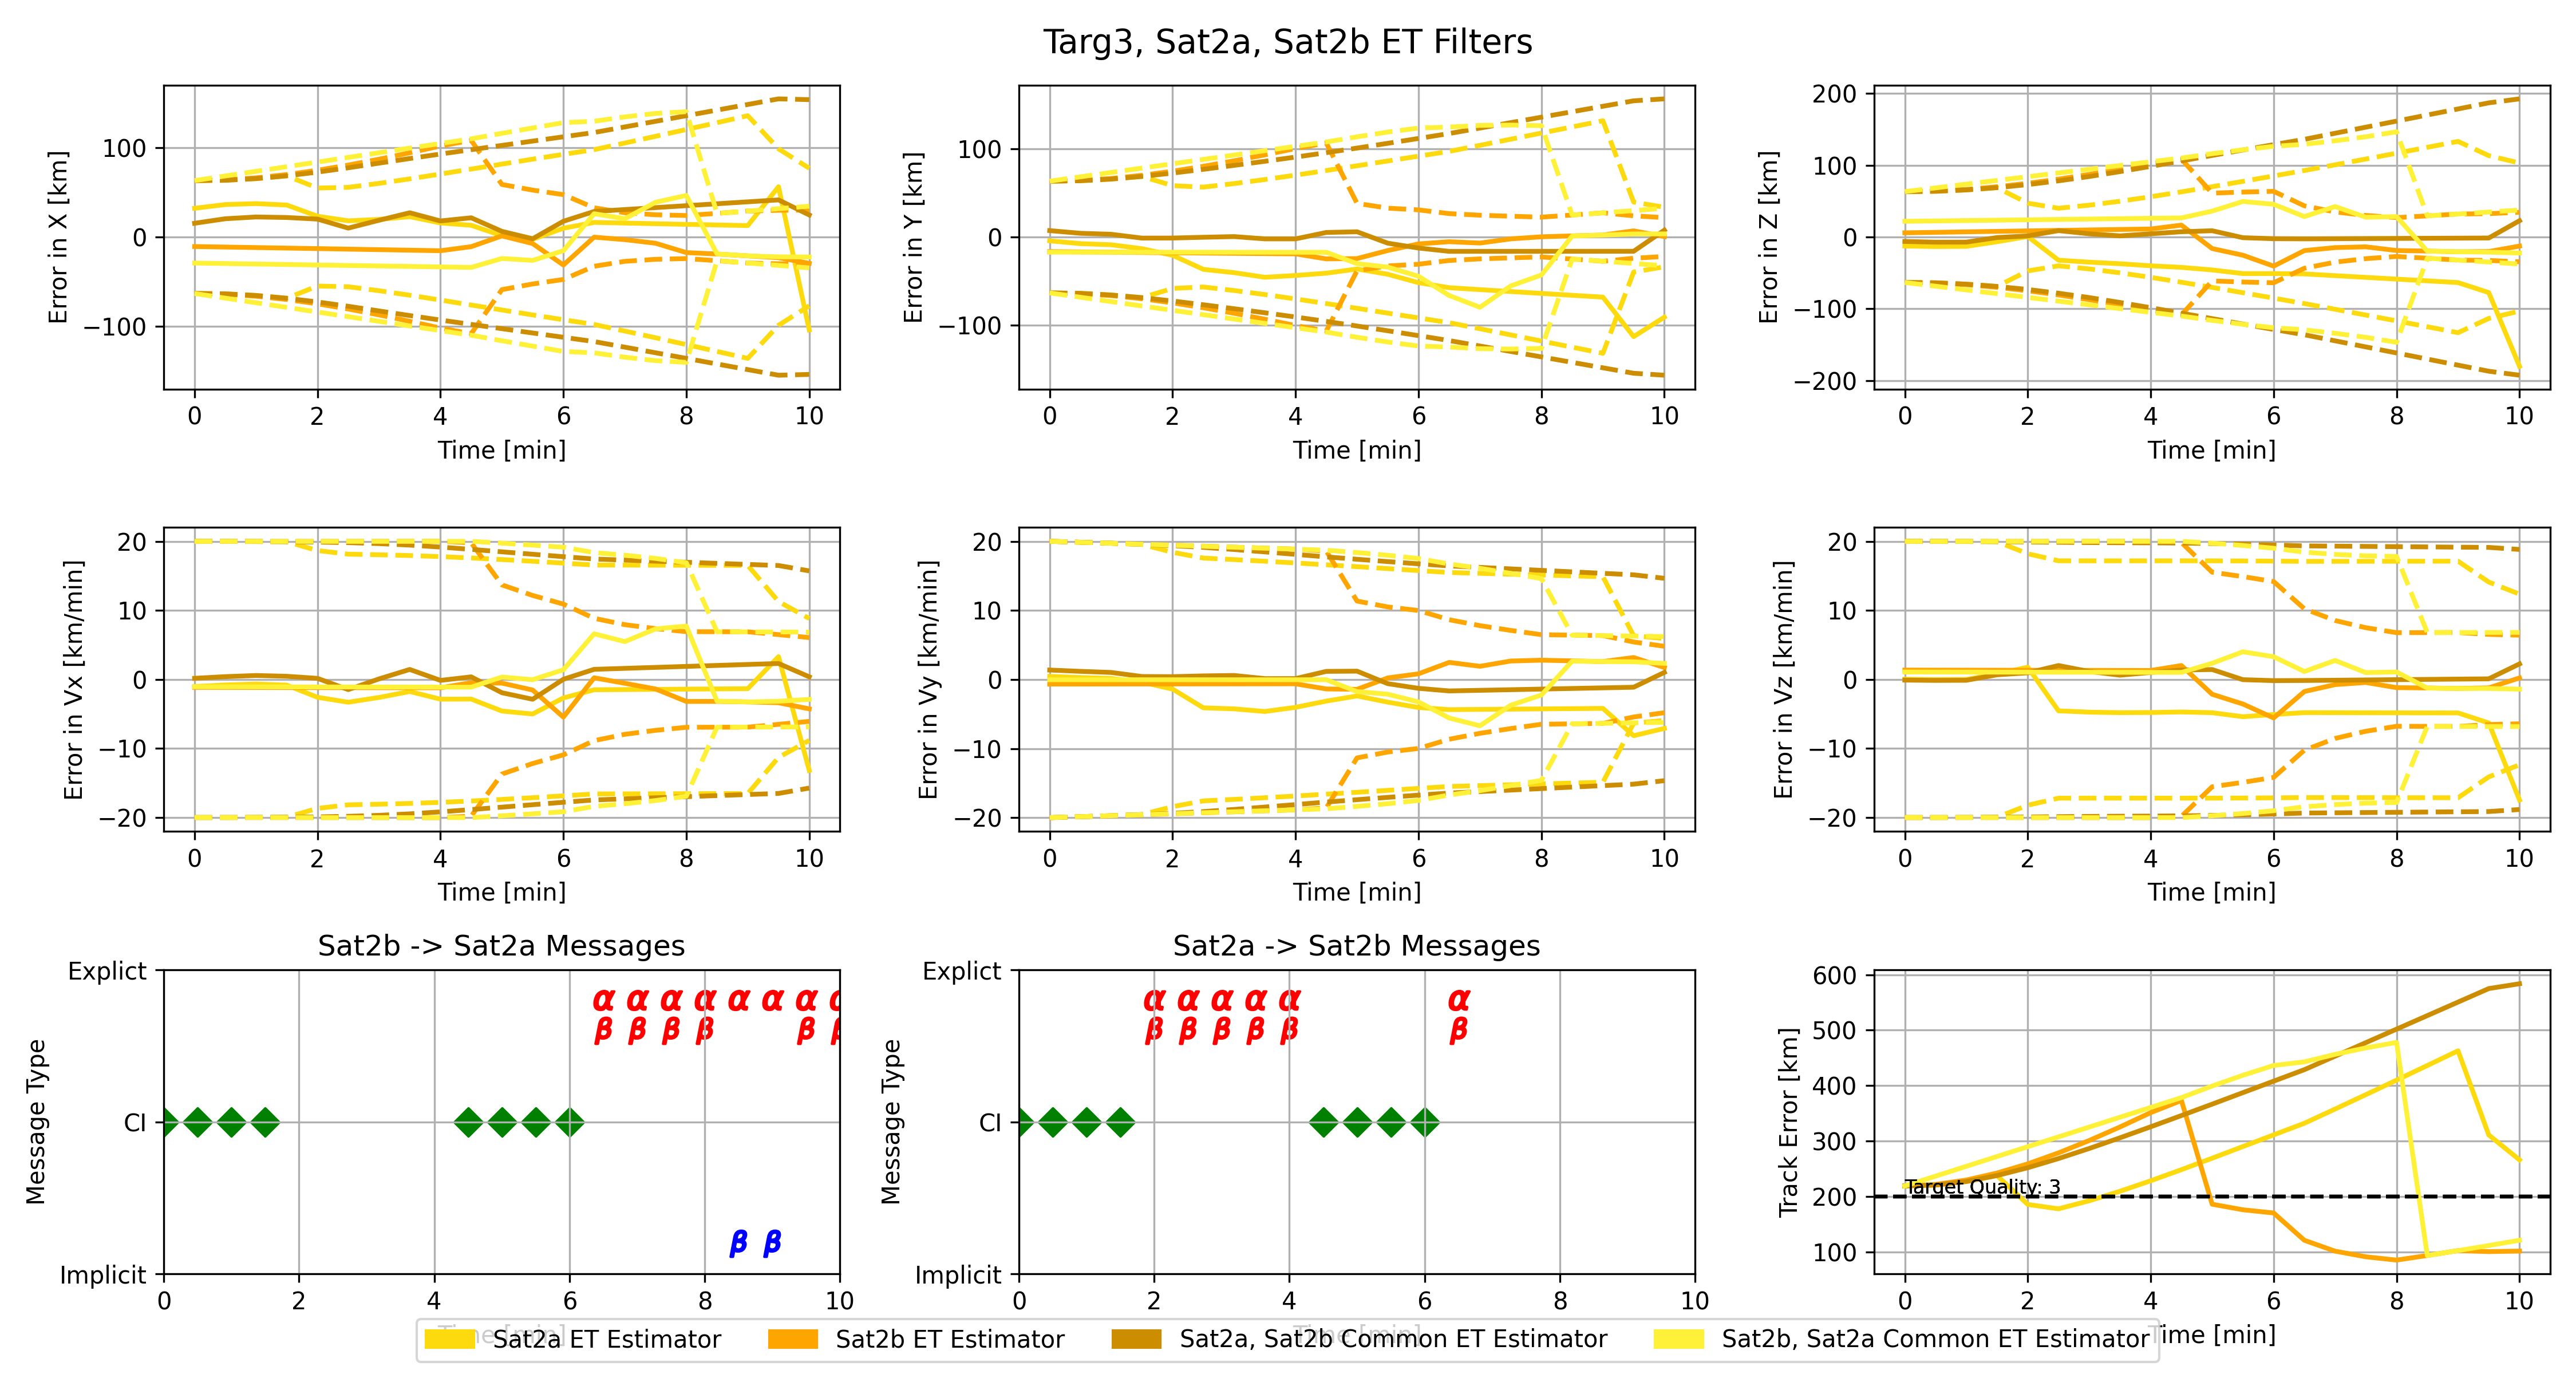 Targ3, Sat2a, Sat2b ET Filters
Error in X [km]
100
0
−100
0 2 4 6 8 10
Time [min]
Error in Y [km]
100
0
−100
0 2 4 6 8 10
Time [min]
Error in Z [km]
200
100
0
−100
−200
0 2 4 6 8 10
Time [min]
Error in Vx [km/min]
20
10
0
−10
−20
0 2 4 6 8 10
Time [min]
Error in Vy [km/min]
20
10
0
−10
−20
0 2 4 6 8 10
Time [min]
Error in Vz [km/min]
20
10
0
−10
−20
0 2 4 6 8 10
Time [min]
Sat2b -> Sat2a Messages
Message Type
Explict
α α α α α α α α
β β β β β β
CI
β β
Implicit
0 2 4 6 8 10
Time [min]
Sat2a -> Sat2b Messages
Message Type
Explict
α α α α α α
β β β β β β
CI
Implicit
0 2 4 6 8 10
Time [min]
Track Error [km]
600
500
400
300
200
100
Target Quality: 3
0 2 4 6 8 10
Time [min]
Sat2a ET Estimator
Sat2b ET Estimator
Sat2a, Sat2b Common ET Estimator
Sat2b, Sat2a Common ET Estimator